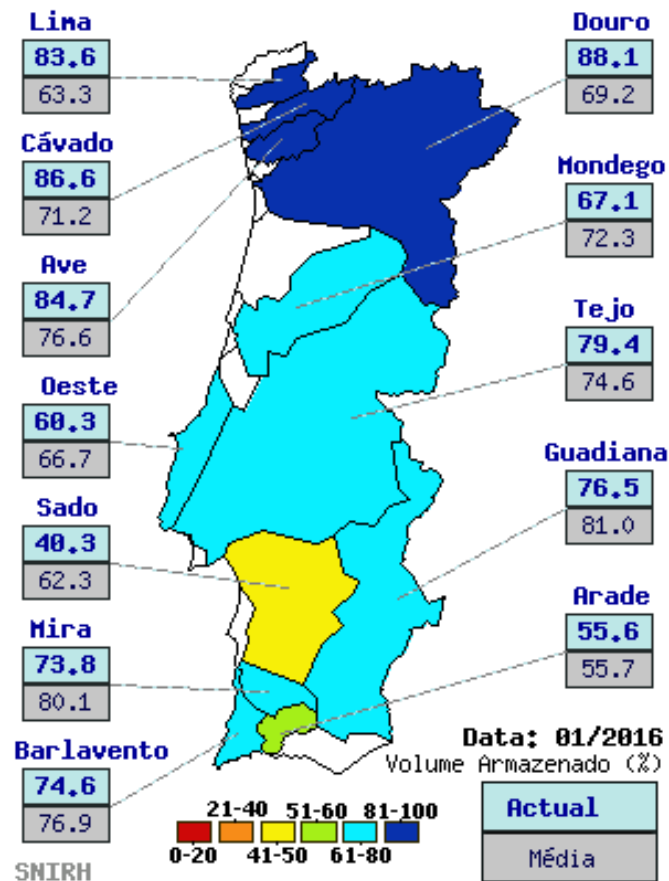 Lima
83.6
63.3
Douro
88.1
69.2
Cávado
86.6
71.2
Mondego
67.1
72.3
Ave
84.7
76.6
Tejo
79.4
74.6
Oeste
60.3
66.7
Guadiana
76.5
81.0
Sado
40.3
62.3
Arade
55.6
55.7
Mira
73.8
80.1
Barlavento
74.6
76.9
Data: 01/2016
Volume Armazenado (%)
21-40 51-60 81-100
0-20 41-50 61-80
Actual
Média
SNIRH